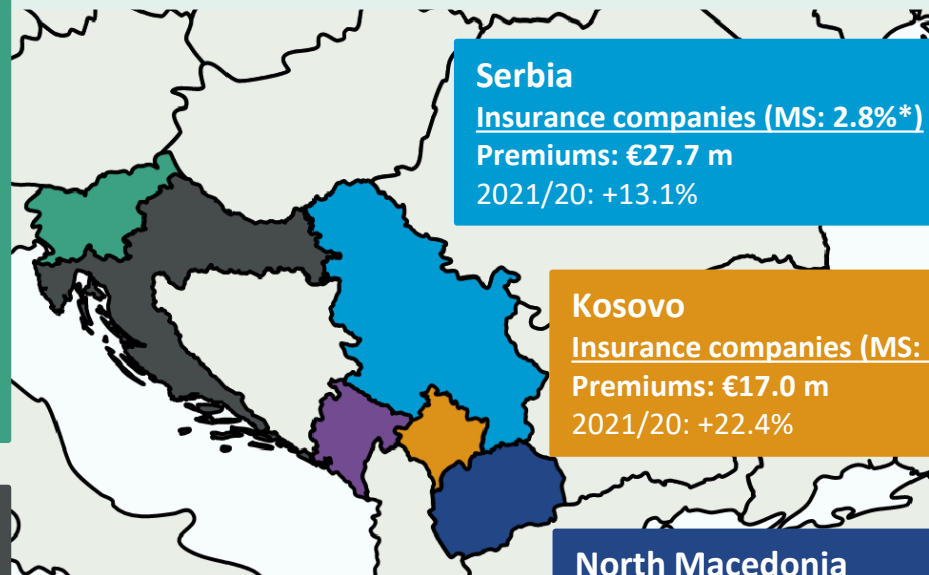 Serbia
Insurance companies (MS: 2.8%*)
Premiums: €27.7 m
2021/20: +13.1%
Kosovo
Insurance companies (MS:
Premiums: €17.0 m
2021/20: +22.4%
North Macedonia